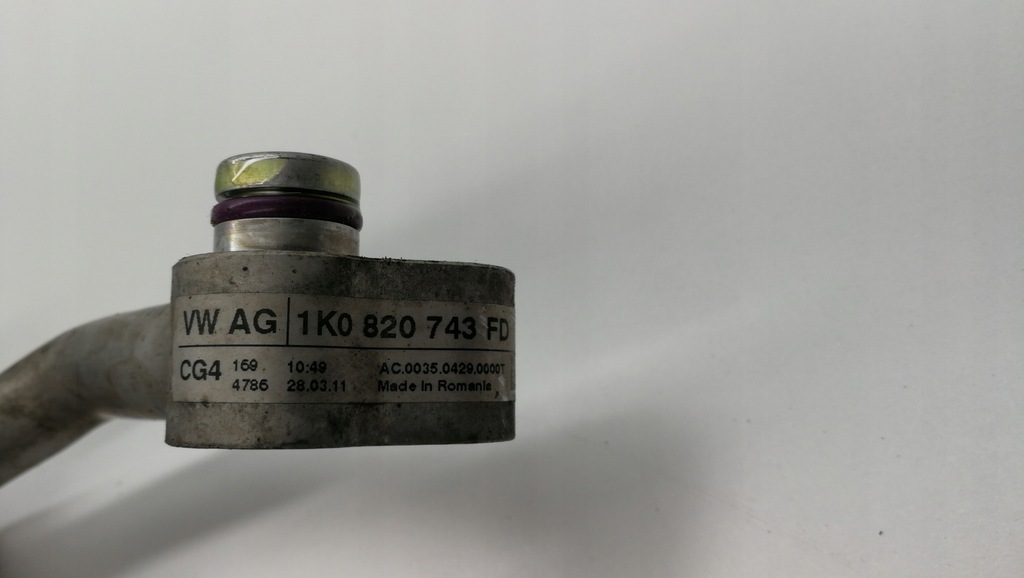 VW AG 1K0 820 743 FD
CG4 169 10:49 AC.0035.0429.0000T
4786 28.03.11 Made in Romania